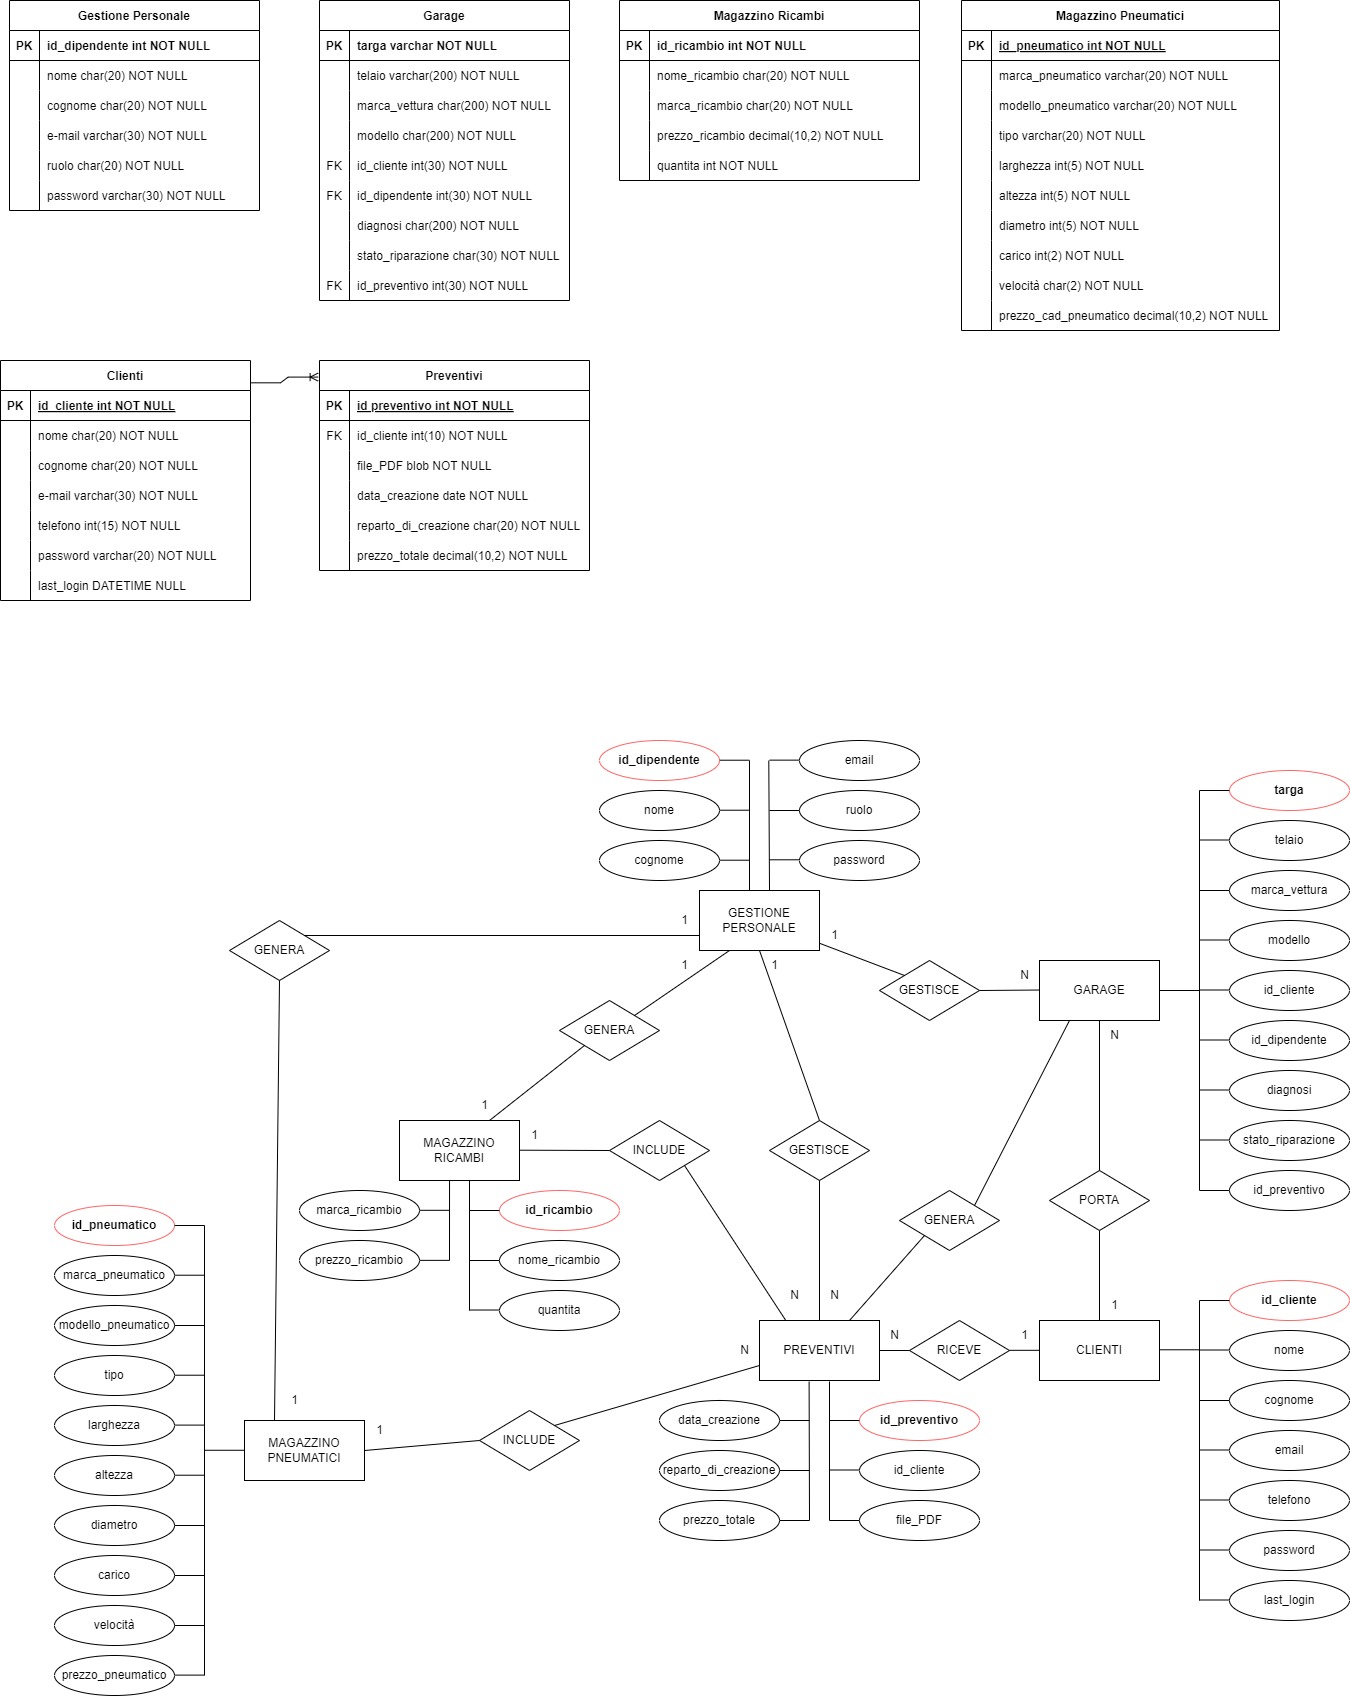 Gestione Personale
PK id_dipendente int NOT NULL
nome char(20) NOT NULL
cognome char(20) NOT NULL
e-mail varchar(30) NOT NULL
ruolo char(20) NOT NULL
password varchar(30) NOT NULL
Garage
PK targa varchar NOT NULL
telaio varchar(200) NOT NULL
marca_vettura char(200) NOT NULL
modello char(200) NOT NULL
FK id_cliente int(30) NOT NULL
FK id_dipendente int(30) NOT NULL
diagnosi char(200) NOT NULL
stato_riparazione char(30) NOT NULL
FK id_preventivo int(30) NOT NULL
Magazzino Ricambi
PK id_ricambio int NOT NULL
nome_ricambio char(20) NOT NULL
marca_ricambio char(20) NOT NULL
prezzo_ricambio decimal(10,2) NOT NULL
quantita int NOT NULL
Magazzino Pneumatici
PK id_pneumatico int NOT NULL
marca_pneumatico varchar(20) NOT NULL
modello_pneumatico varchar(20) NOT NULL
tipo varchar(20) NOT NULL
larghezza int(5) NOT NULL
altezza int(5) NOT NULL
diametro int(5) NOT NULL
carico int(2) NOT NULL
velocità char(2) NOT NULL
prezzo_cad_pneumatico decimal(10,2) NOT NULL
Clienti
PK id_cliente int NOT NULL
nome char(20) NOT NULL
cognome char(20) NOT NULL
e-mail varchar(30) NOT NULL
telefono int(15) NOT NULL
password varchar(20) NOT NULL
last_login DATETIME NULL
Preventivi
PK id preventivo int NOT NULL
FK id_cliente int(10) NOT NULL
file_PDF blob NOT NULL
data_creazione date NOT NULL
reparto_di_creazione char(20) NOT NULL
prezzo_totale decimal(10,2) NOT NULL
id_dipendente
nome
cognome
email
ruolo
password
GESTIONE
PERSONALE
1
1
1
1
GENERA
GENERA
GESTISCE
N
GARAGE
N
targa
telaio
marca_vettura
modello
id_cliente
id_dipendente
diagnosi
stato_riparazione
id_preventivo
1
MAGAZZINO
RICAMBI
1
INCLUDE
GESTISCE
GENERA
PORTA
marca_ricambio
prezzo_ricambio
id_ricambio
nome_ricambio
quantita
id_pneumatico
marca_pneumatico
modello_pneumatico
tipo
larghezza
altezza
diametro
carico
velocità
prezzo_pneumatico
1
MAGAZZINO
PNEUMATICI
1
INCLUDE
N
N
N
PREVENTIVI
N
RICEVE
1
1
CLIENTI
data_creazione
reparto_di_creazione
prezzo_totale
id_preventivo
id_cliente
file_PDF
id_cliente
nome
cognome
email
telefono
password
last_login